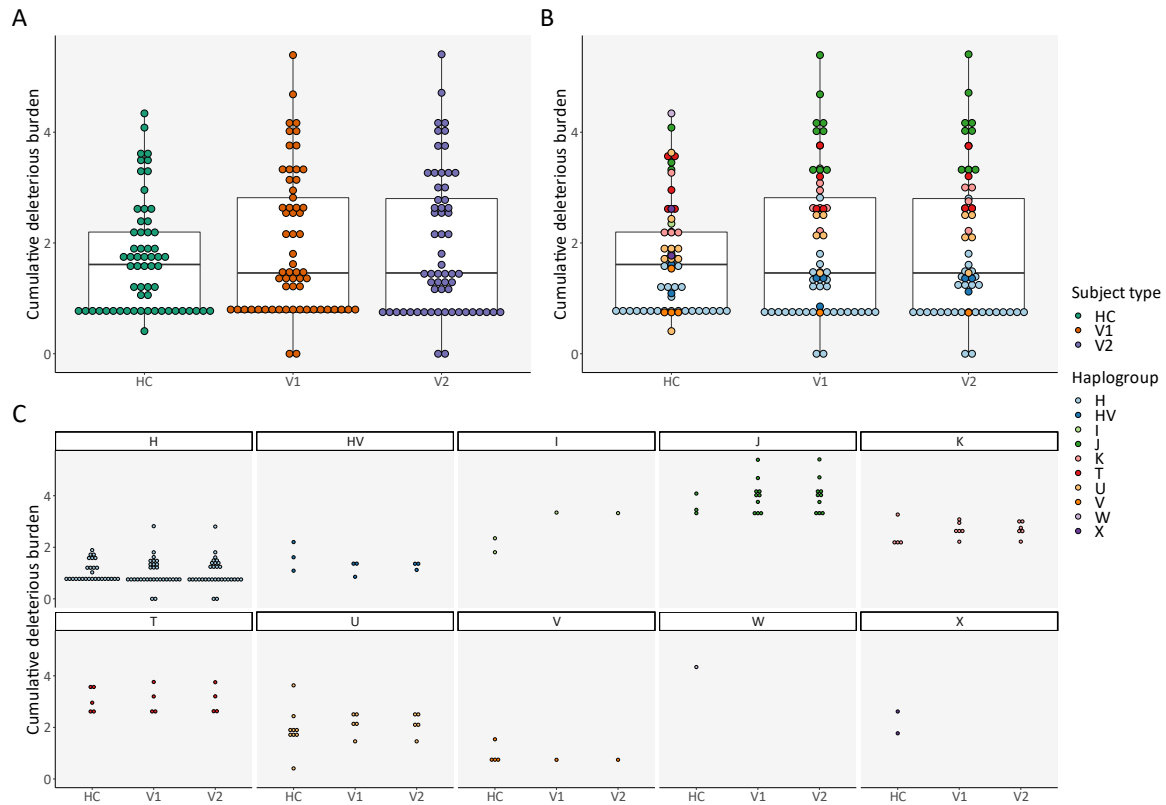 A
B
Cumulative deleterious burden
4
2
0
HC
V1
V2
Cumulative deleterious burden
4
2
0
HC
V1
V2
Subject type
HC
V1
V2
Haplogroup
H
HV
I
J
K
T
U
V
W
X
C
Cumulative deleterious burden
H
HV
I
J
K
4
2
0
T
U
V
W
X
4
2
0
HC
V1
V2
HC
V1
V2
HC
V1
V2
HC
V1
V2
HC
V1
V2